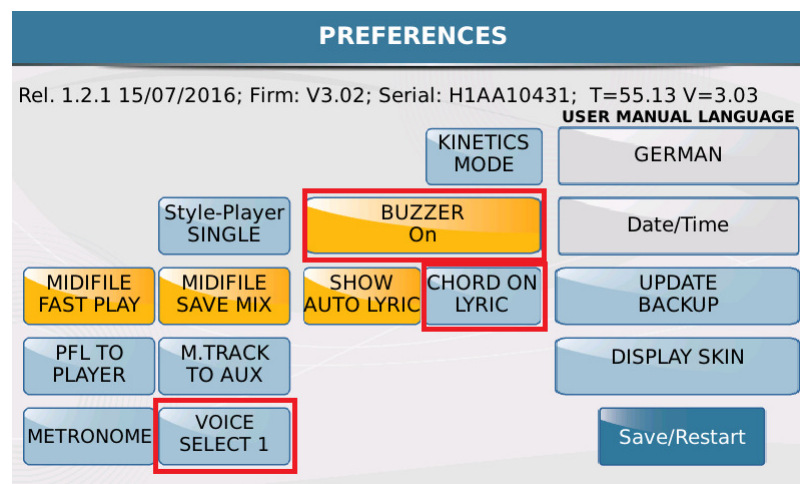 PREFERENCES
Rel. 1.2.1 15/07/2016; Firm: V3.02; Serial: H1AA10431; T=55.13 V=3.03
USER MANUAL LANGUAGE
KINETICS
MODE
GERMAN
Style-Player
SINGLE
BUZZER
On
Date/Time
MIDIFILE
FAST PLAY
MIDIFILE
SAVE MIX
SHOW
AUTO LYRIC
CHORD ON
LYRIC
UPDATE
BACKUP
PFL TO
PLAYER
M.TRACK
TO AUX
DISPLAY SKIN
METRONOME
VOICE
SELECT 1
Save/Restart